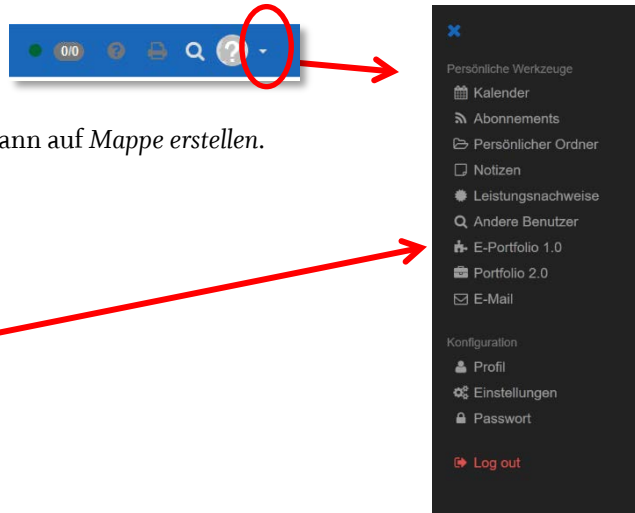 0/0
ann auf Mappe erstellen.
Persönliche Werkzeuge
Kalender
Abonnements
Persönlicher Ordner
Notizen
Leistungsnachweise
Andere Benutzer
E-Portfolio 1.0
Portfolio 2.0
E-Mail
Konfiguration
Profil
Einstellungen
Passwort
Log out